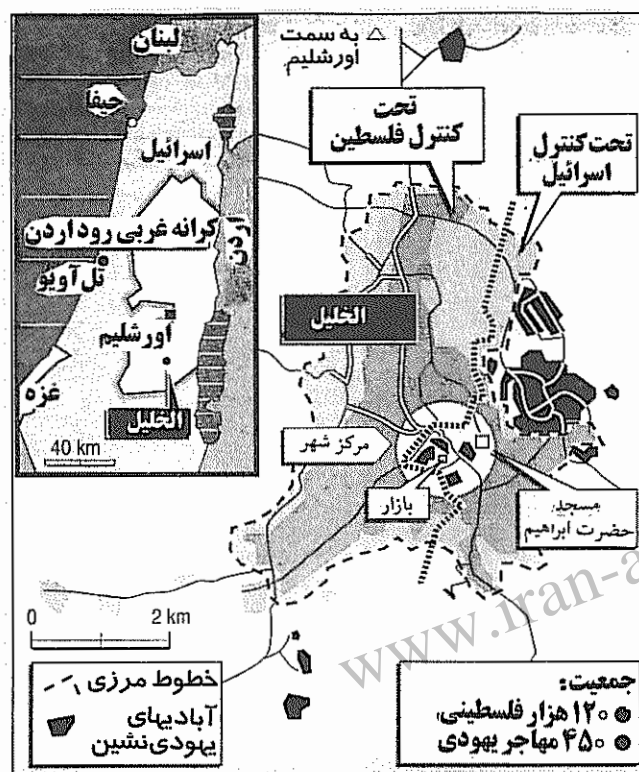 لبنان
حیفا
اسرائیل
کرانه غربی رود اردن
اردن
تل آویو
اورشلیم
غزه
الخلیل
40 km
به سمت
اورشلیم
تحت
کنترل فلسطین
تحت کنترل
اسرائیل
الخلیل
مرکز شهر
بازار
مسجد
حضرت ابراهیم
0 2 km
خطوط مرزی
آبادیهای
یهودی‌نشین
جمعیت:
۱۲۰ هزار فلسطینی
۴۵۰ مهاجر یهودی
www.iran-a